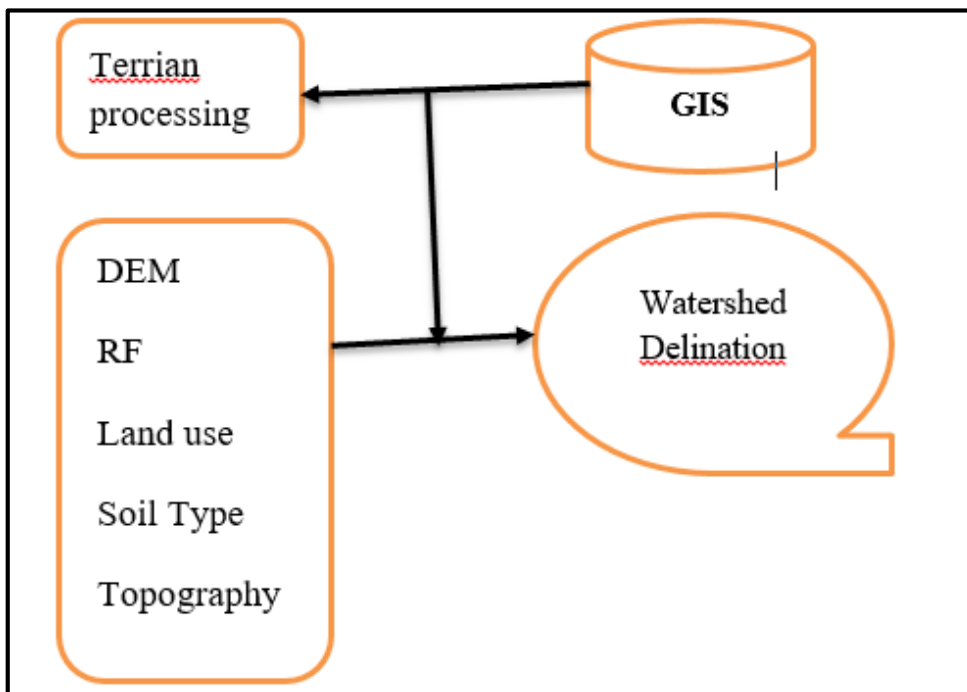 Terrian
processing
GIS
DEM
RF
Land use
Soil Type
Topography
Watershed
Delination